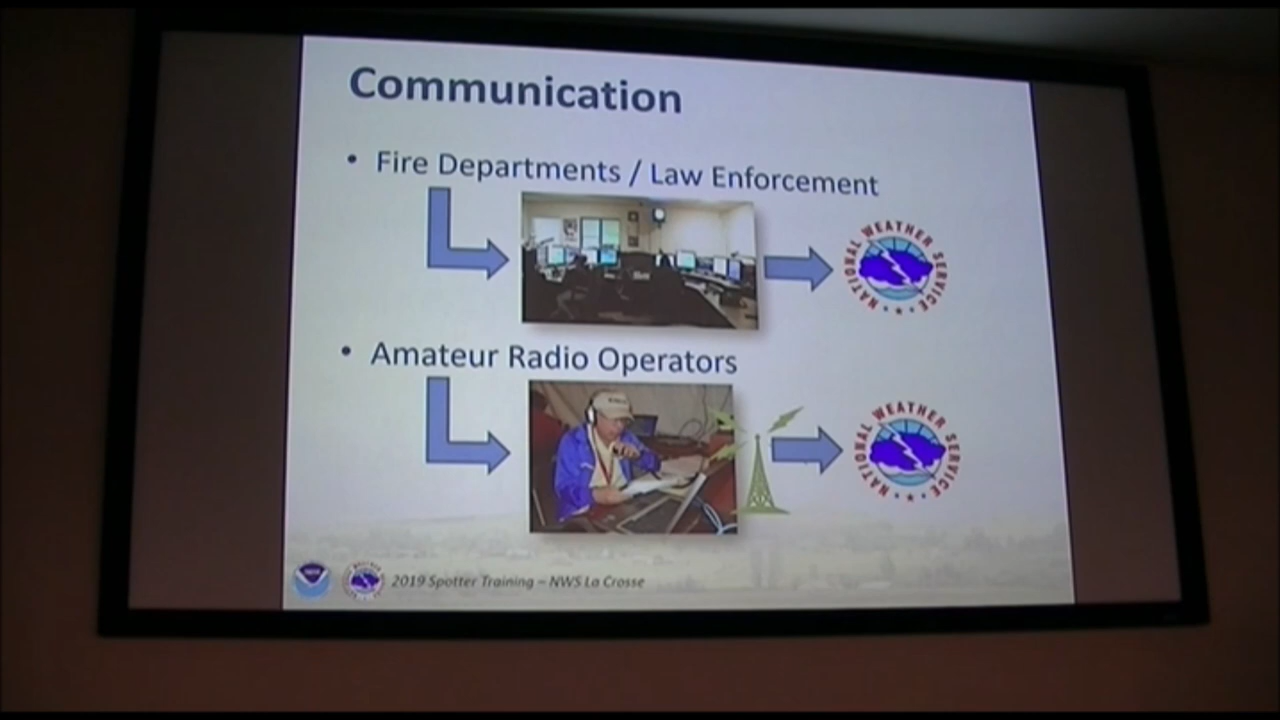 Communication
• Fire Departments / Law Enforcement
NATIONAL WEATHER SERVICE
• Amateur Radio Operators
NATIONAL WEATHER SERVICE
2019 Spotter Training – NWS La Crosse